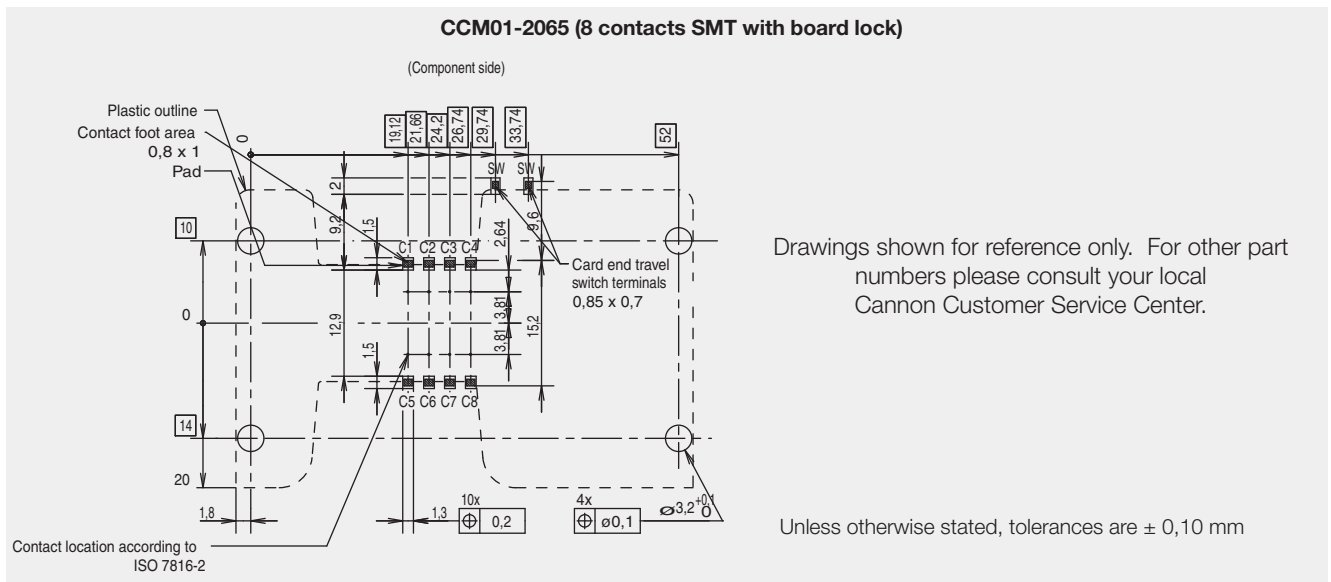 CCM01-2065 (8 contacts SMT with board lock)
(Component side)
Plastic outline
Contact foot area
0,8 x 1
Pad
0
19,12
21,66
24,2
26,74
29,74
33,74
52
SW SW
2
9,2
1,5
2,64
9,6
10
C1 C2 C3 C4
Card end travel
switch terminals
0,85 x 0,7
Drawings shown for reference only. For other part
numbers please consult your local
Cannon Customer Service Center.
0
12,9
3,81
3,81
15,2
1,5
C5 C6 C7 C8
14
20
1,8
1,3
10x
0,2
4x
ø0,1
ø3,2 +0,1
0
Unless otherwise stated, tolerances are ± 0,10 mm
Contact location according to
ISO 7816-2